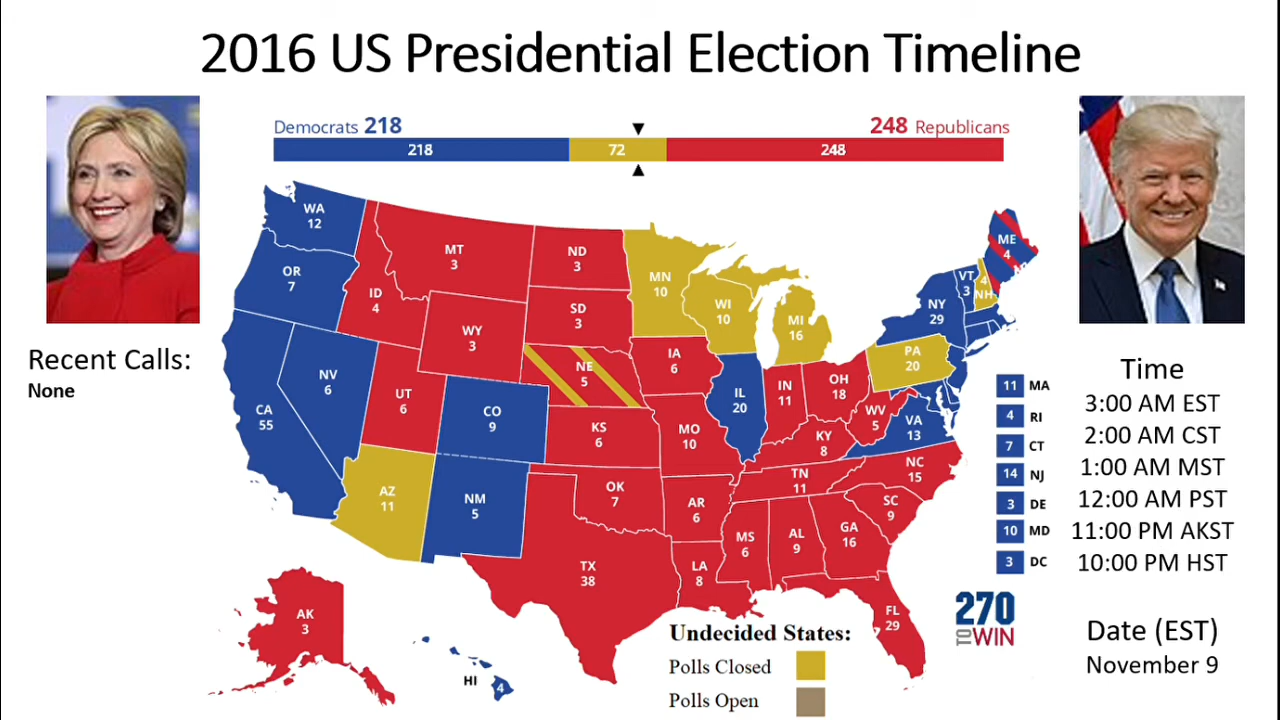 2016 US Presidential Election Timeline
Democrats 218
248 Republicans
218
72
248
WA
12
OR
7
CA
55
NV
6
ID
4
MT
3
WY
3
UT
6
AZ
11
CO
9
NM
5
ND
3
SD
3
NE
5
KS
6
OK
7
TX
38
MN
10
IA
6
MO
10
AR
6
LA
8
WI
10
IL
20
MI
16
IN
11
OH
18
KY
8
TN
11
MS
6
AL
9
GA
16
FL
29
SC
9
NC
15
VA
13
WV
5
PA
20
NY
29
VT
3
4
NH
ME
4
AK
3
HI
4
11 MA
4 RI
7 CT
14 NJ
3 DE
10 MD
3 DC
Recent Calls:
None
Time
3:00 AM EST
2:00 AM CST
1:00 AM MST
12:00 AM PST
11:00 PM AKST
10:00 PM HST
Date (EST)
November 9
270
TO WIN
Undecided States:
Polls Closed
Polls Open